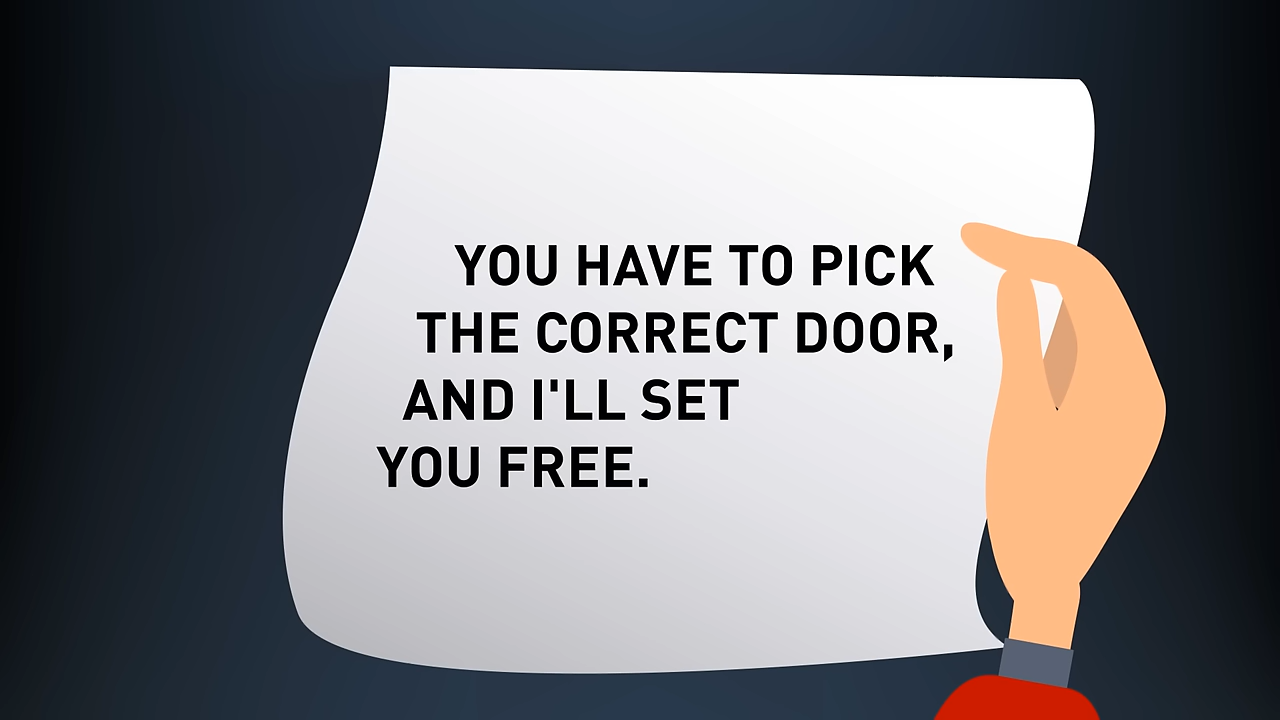 YOU HAVE TO PICK
THE CORRECT DOOR,
AND I'LL SET
YOU FREE.